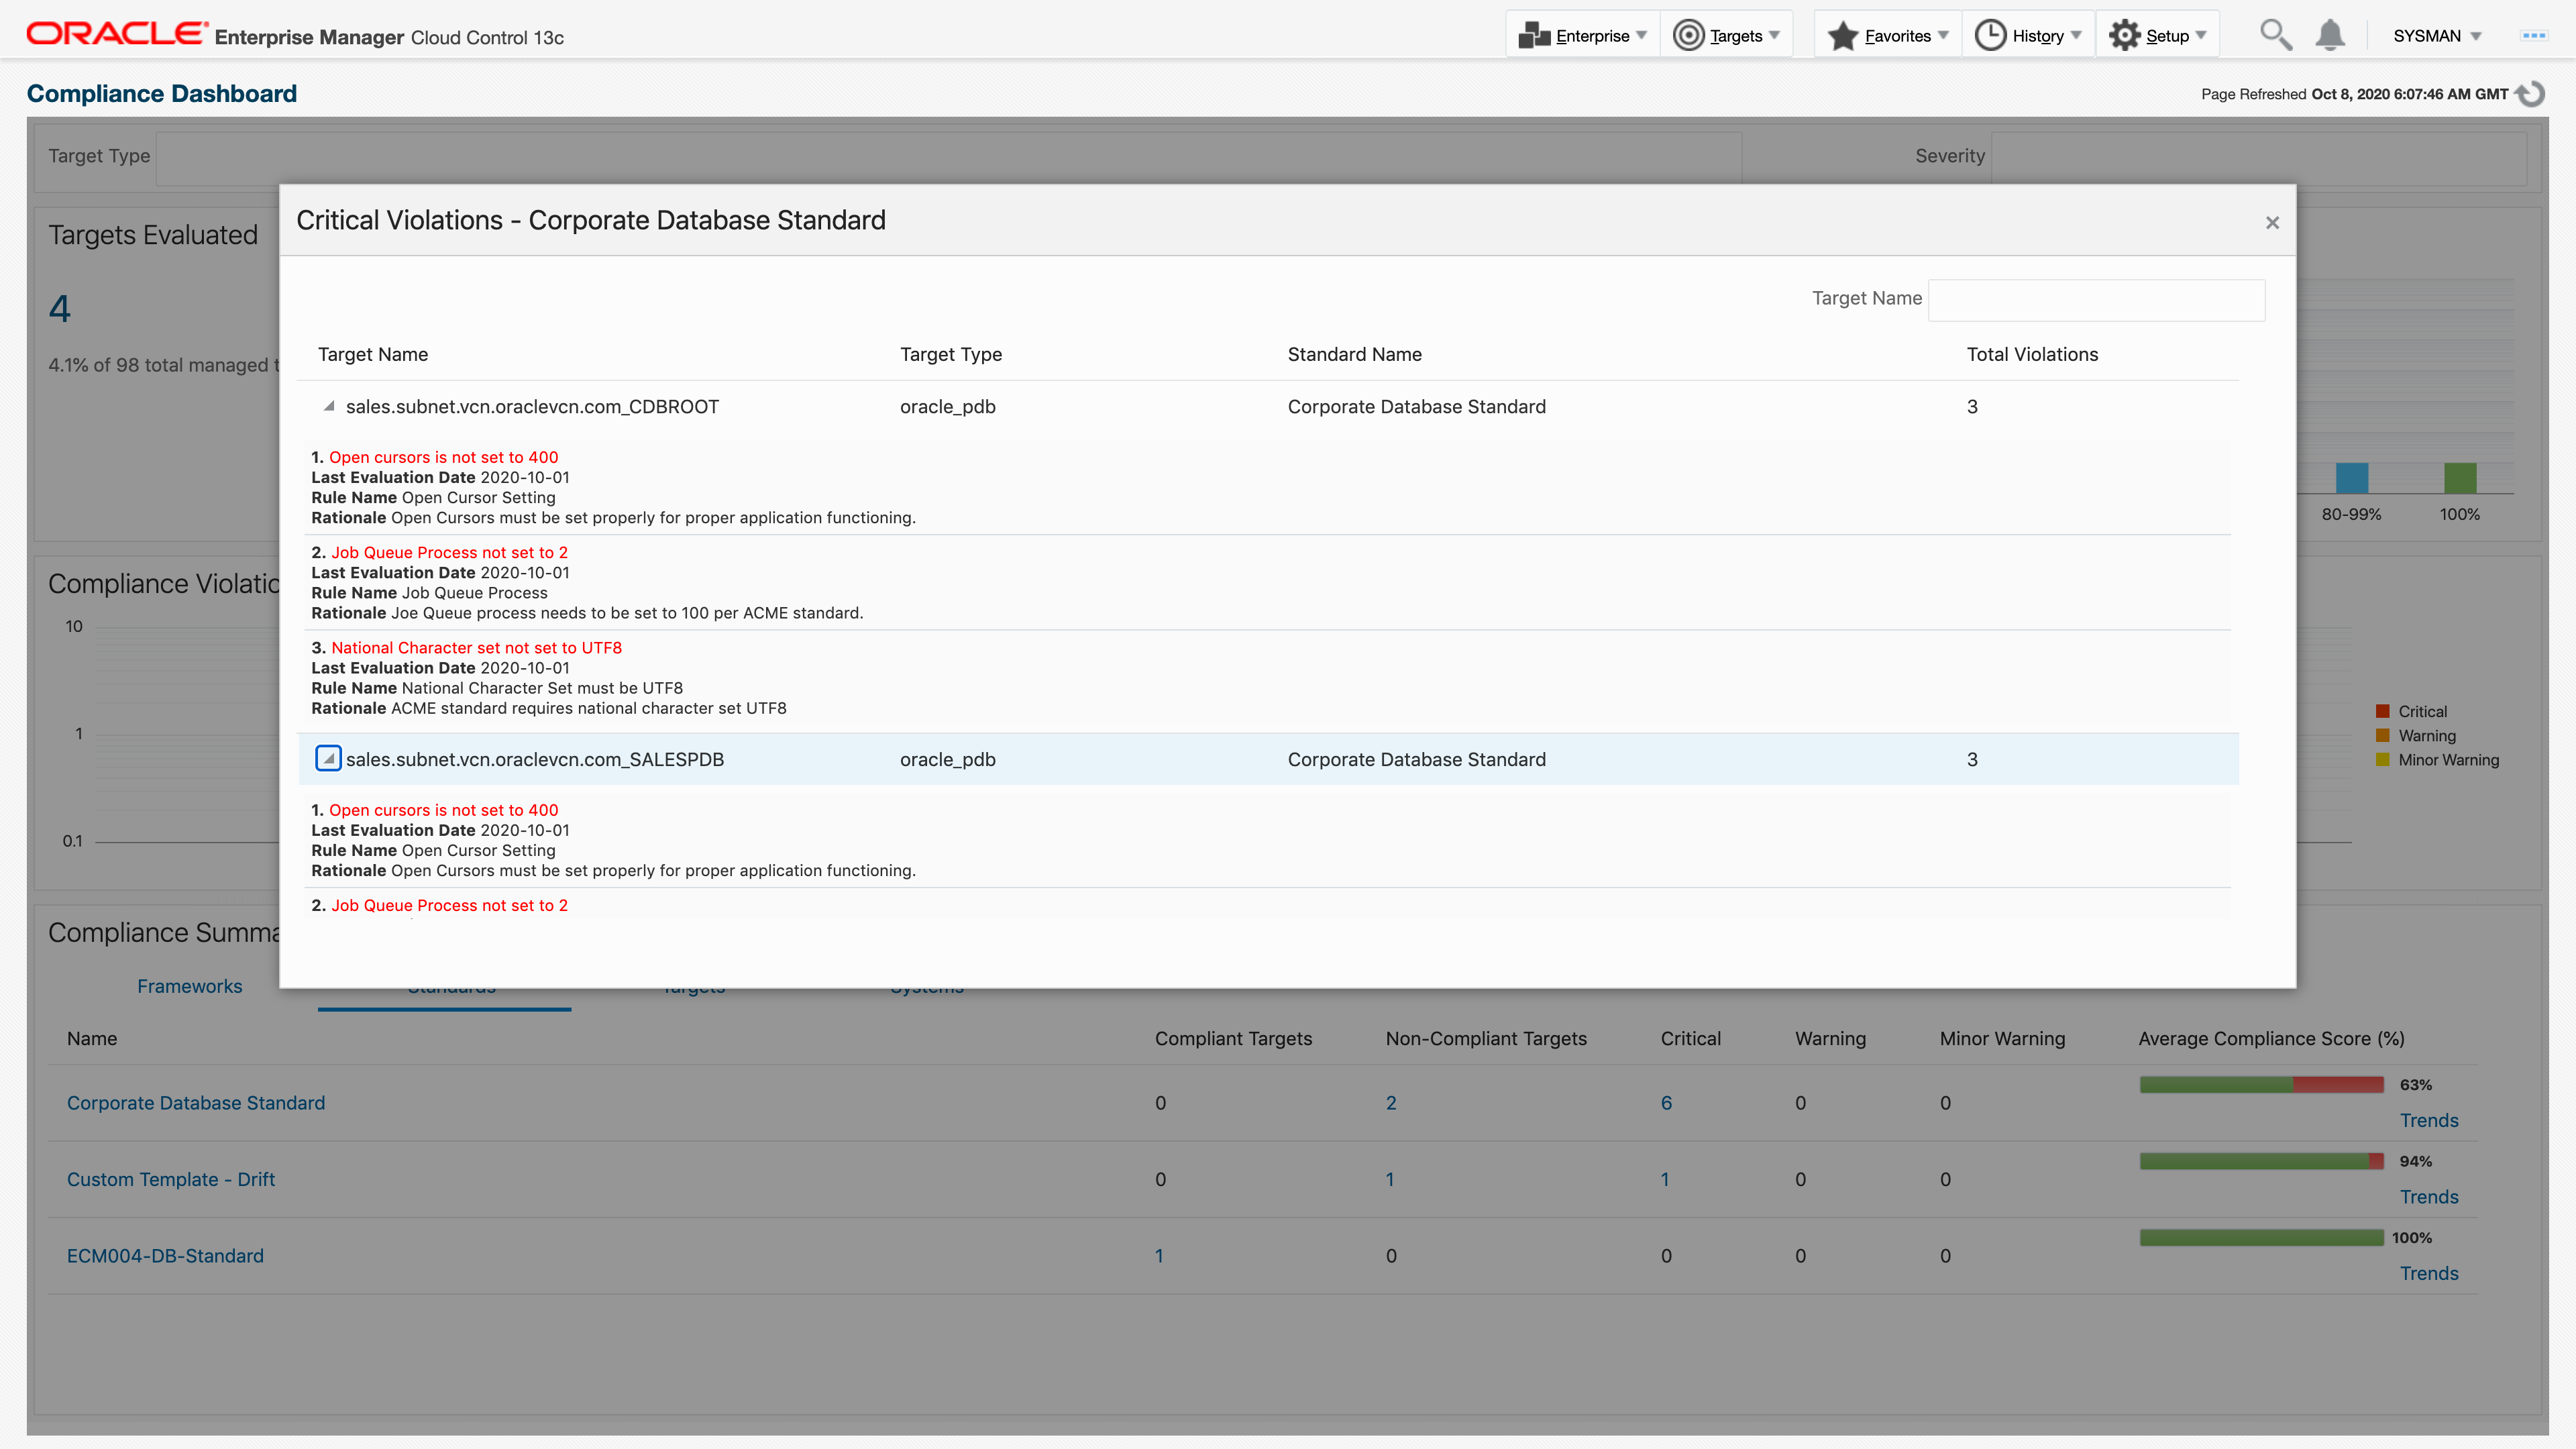 ORACLE Enterprise Manager Cloud Control 13c
Enterprise
Targets
Favorites
History
Setup
SYSMAN
Compliance Dashboard
Page Refreshed Oct 8, 2020 6:07:46 AM GMT
Target Type
Severity
Targets Evaluated
4
4.1% of 98 total managed t
80-99%
100%
Critical Violations - Corporate Database Standard
×
Target Name
Target Name Target Type Standard Name Total Violations
sales.subnet.vcn.oraclevcn.com_CDBROOT oracle_pdb Corporate Database Standard 3
1. Open cursors is not set to 400
Last Evaluation Date 2020-10-01
Rule Name Open Cursor Setting
Rationale Open Cursors must be set properly for proper application functioning.
2. Job Queue Process not set to 2
Last Evaluation Date 2020-10-01
Rule Name Job Queue Process
Rationale Joe Queue process needs to be set to 100 per ACME standard.
3. National Character set not set to UTF8
Last Evaluation Date 2020-10-01
Rule Name National Character Set must be UTF8
Rationale ACME standard requires national character set UTF8
sales.subnet.vcn.oraclevcn.com_SALESPDB oracle_pdb Corporate Database Standard 3
1. Open cursors is not set to 400
Last Evaluation Date 2020-10-01
Rule Name Open Cursor Setting
Rationale Open Cursors must be set properly for proper application functioning.
2. Job Queue Process not set to 2
Compliance Violatio
10
1
0.1
Critical
Warning
Minor Warning
Compliance Summa
Frameworks Standards Targets Systems
Name Compliant Targets Non-Compliant Targets Critical Warning Minor Warning Average Compliance Score (%)
Corporate Database Standard 0 2 6 0 0 63%
Trends
Custom Template - Drift 0 1 1 0 0 94%
Trends
ECM004-DB-Standard 1 0 0 0 0 100%
Trends